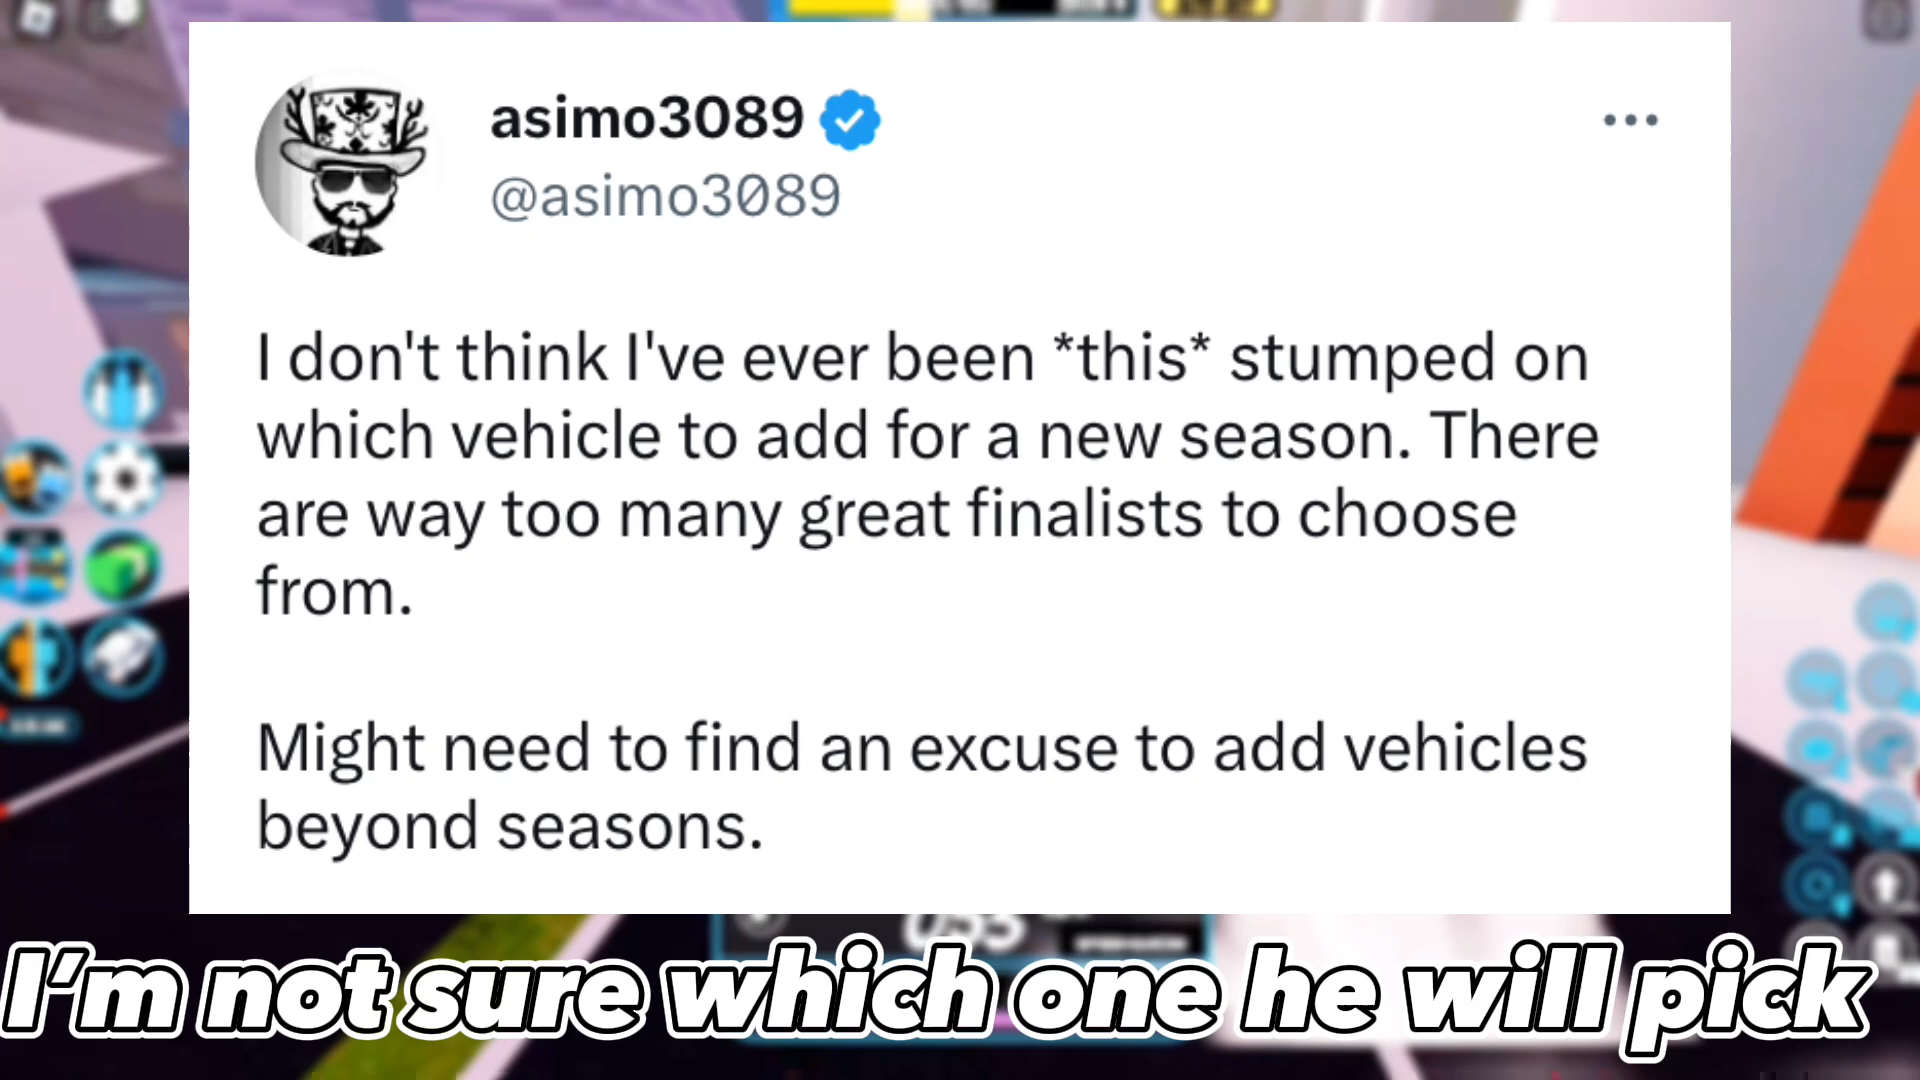 asimo3089
@asimo3089
I don't think I've ever been *this* stumped on
which vehicle to add for a new season. There
are way too many great finalists to choose
from.
Might need to find an excuse to add vehicles
beyond seasons.
I'm not sure which one he will pick